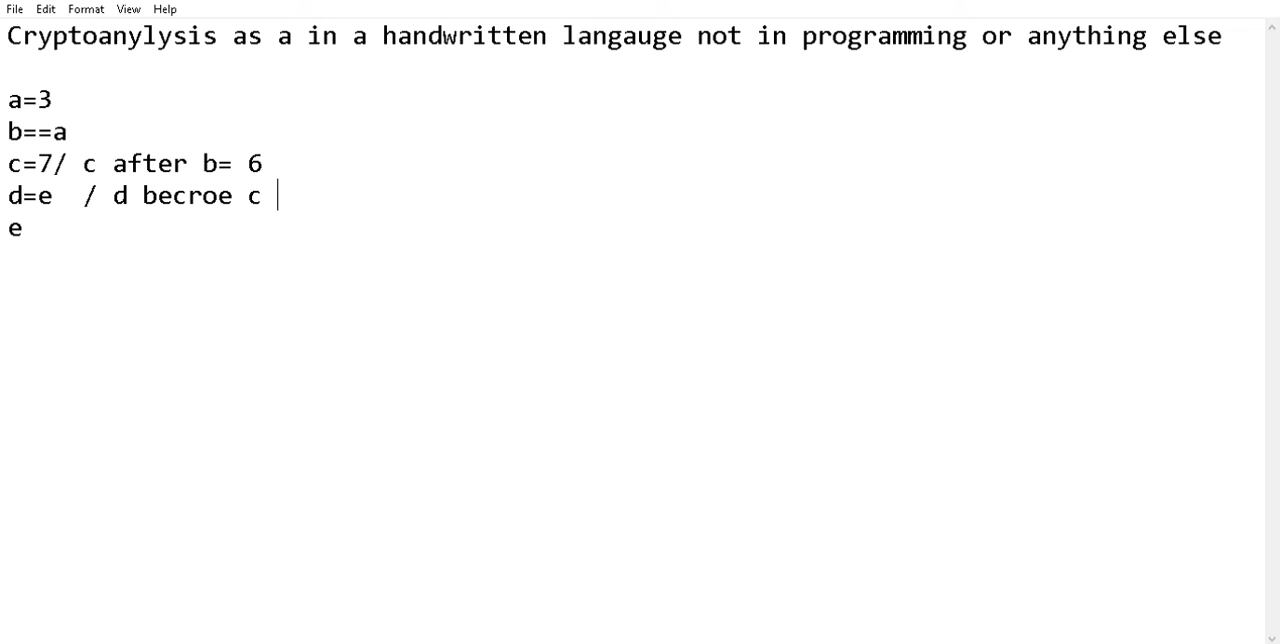 File Edit Format View Help
Cryptoanylysis as a in a handwritten langauge not in programming or anything else
a=3
b==a
c=7/ c after b= 6
d=e / d becroe c
e